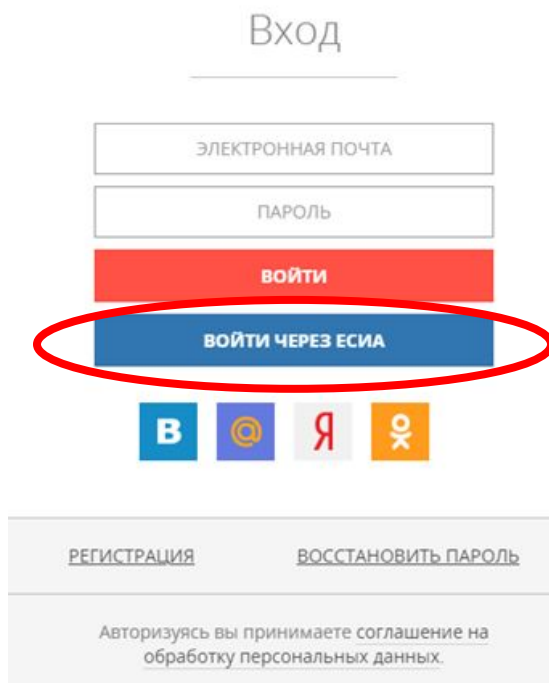 Вход
ЭЛЕКТРОННАЯ ПОЧТА
ПАРОЛЬ
ВОЙТИ
ВОЙТИ ЧЕРЕЗ ЕСИА
В @ Я
РЕГИСТРАЦИЯ ВОССТАНОВИТЬ ПАРОЛЬ
Авторизуясь вы принимаете соглашение на
обработку персональных данных.